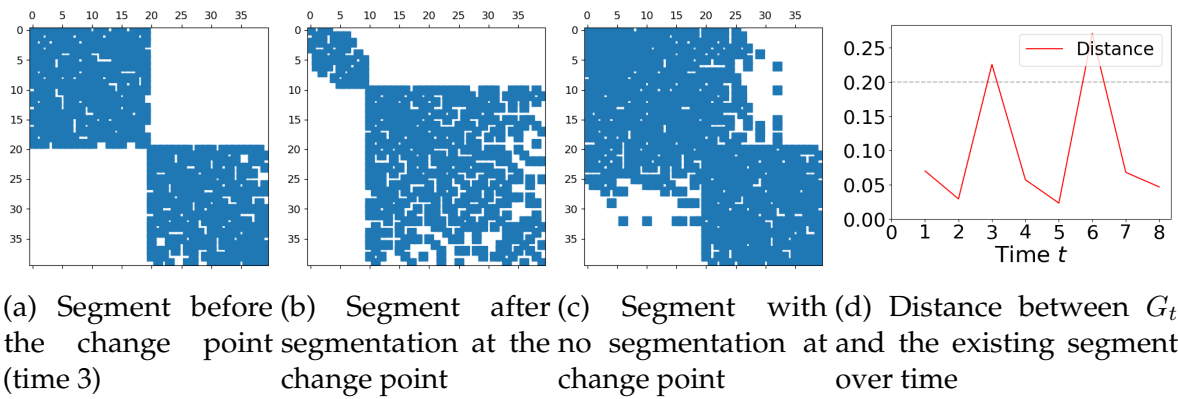 0 5 10 15 20 25 30 35
0 5 10 15 20 25 30 35
0 5 10 15 20 25 30 35
0
5
10
15
20
25
30
35
0
5
10
15
20
25
30
35
0
5
10
15
20
25
30
35
0.25
0.20
0.15
0.10
0.05
0.00
Distance
0 1 2 3 4 5 6 7 8
Time t
(a) Segment before
the change point
(time 3)
(b) Segment after
segmentation at the
change point
(c) Segment with
no segmentation at
change point
(d) Distance between Gt
and the existing segment
over time